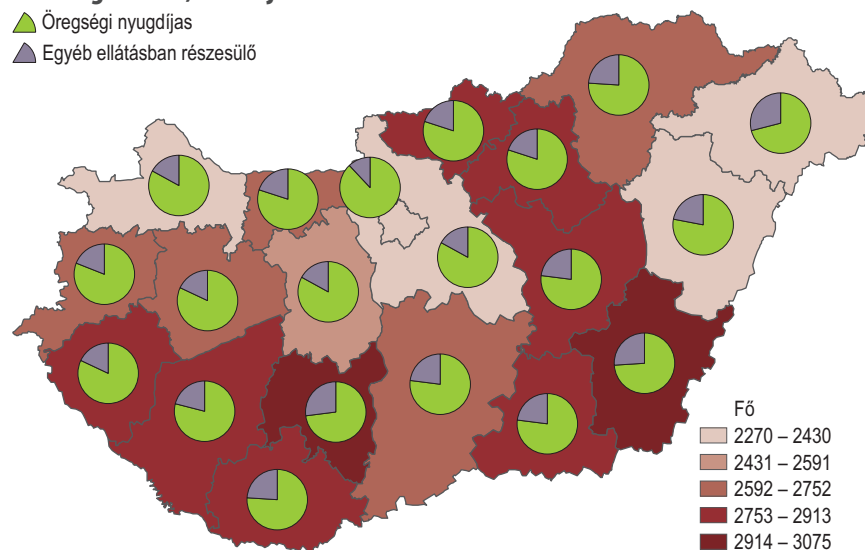 Öregségi nyugdíjas
Egyéb ellátásban részesülő
Fő
2270 – 2430
2431 – 2591
2592 – 2752
2753 – 2913
2914 – 3075